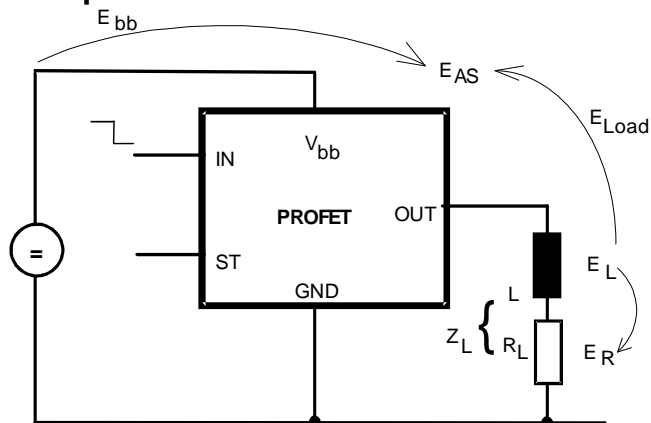 E bb
E AS
E Load
V bb
IN
PROFET
OUT
=
ST
GND
L
E L
Z L {
R L
E R